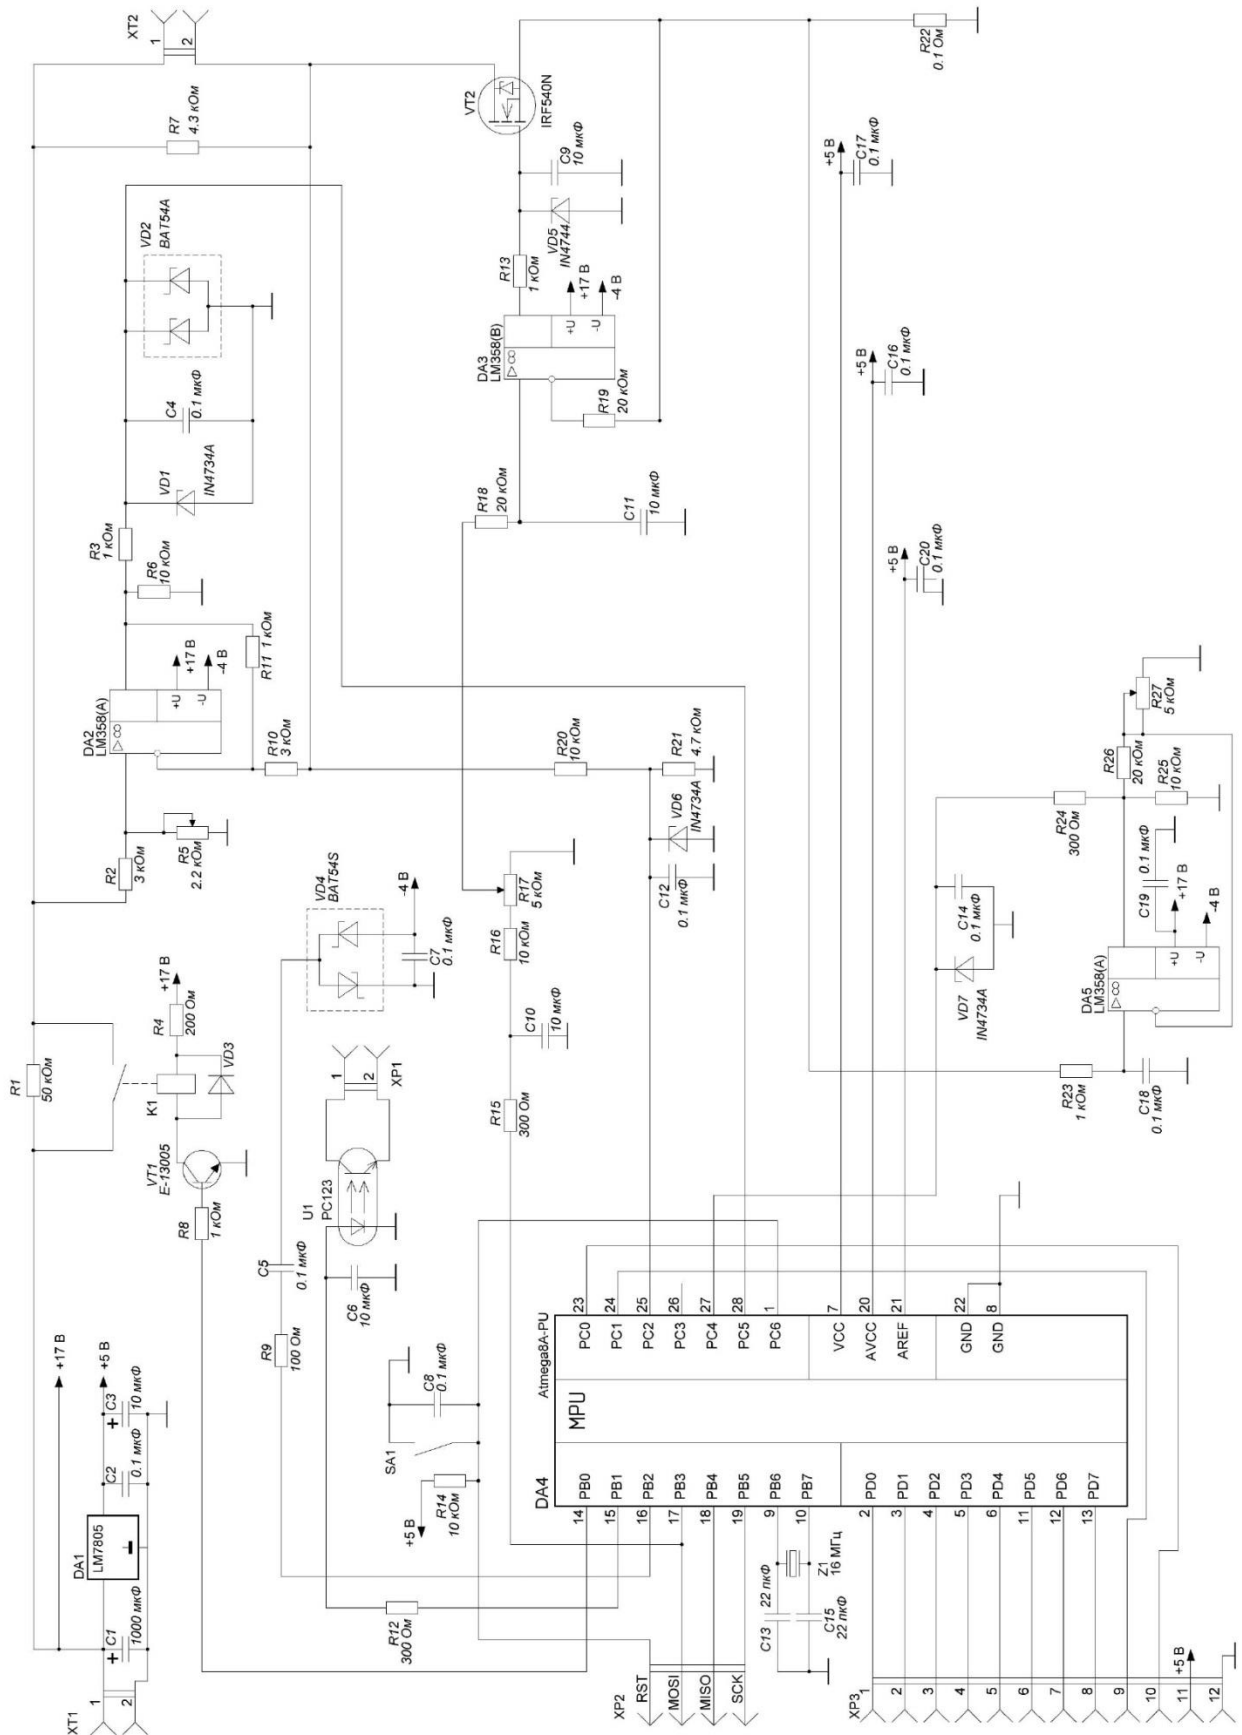 XT1
1
2
C1
1000 мкФ
DA1
LM7805
C2
0.1 мкФ
C3
10 мкФ
+17 В
+5 В
R1
50 кОм
K1
VT1
E-13005
R8
1 кОм
VD3
R4
200 Ом
+17 В
R2
3 кОм
R5
2.2 кОм
DA2
LM358(A)
▷∞
+U
-U
+17 В
-4 В
R11 1 кОм
R10
3 кОм
R6
10 кОм
R3
1 кОм
VD1
IN4734A
C4
0.1 мкФ
VD2
BAT54A
R7
4.3 кОм
XT2
1
2
R9
100 Ом
C5
0.1 мкФ
VD4
BAT54S
C7
0.1 мкФ
-4 В
R12
300 Ом
C6
10 мкФ
U1
PC123
1
2
XP1
+5 В
R14
10 кОм
SA1
C8
0.1 мкФ
R15
300 Ом
C10
10 мкФ
R16
10 кОм
R17
5 кОм
R18
20 кОм
C11
10 мкФ
DA3
LM358(B)
▷∞
+U
-U
+17 В
-4 В
R19
20 кОм
R13
1 кОм
VD5
IN4744
C9
10 мкФ
VT2
IRF540N
R20
10 кОм
R21
4.7 кОм
VD6
IN4734A
C12
0.1 мкФ
XP2
RST
MOSI
MISO
SCK
DA4
Atmega8A-PU
MPU
14
PB0
15
PB1
16
PB2
17
PB3
18
PB4
19
PB5
9
PB6
10
PB7
2
PD0
3
PD1
4
PD2
5
PD3
6
PD4
11
PD5
12
PD6
13
PD7
PC0
23
PC1
24
PC2
25
PC3
26
PC4
27
PC5
28
PC6
1
VCC
7
AVCC
20
AREF
21
GND
22
GND
8
C13
22 пкФ
C15
22 пкФ
Z1
16 МГц
XP3
1
2
3
4
5
6
7
8
9
10
11
12
+5 В
+5 В
C17
0.1 мкФ
+5 В
C16
0.1 мкФ
+5 В
C20
0.1 мкФ
R22
0.1 Ом
VD7
IN4734A
C14
0.1 мкФ
R24
300 Ом
R23
1 кОм
C18
0.1 мкФ
DA5
LM358(A)
▷∞
+U
-U
+17 В
-4 В
C19
0.1 мкФ
R25
10 кОм
R26
20 кОм
R27
5 кОм